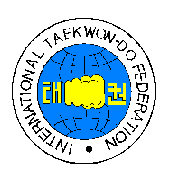 INTERNATIONAL TAEKWON-DO FEDERATION
태 권